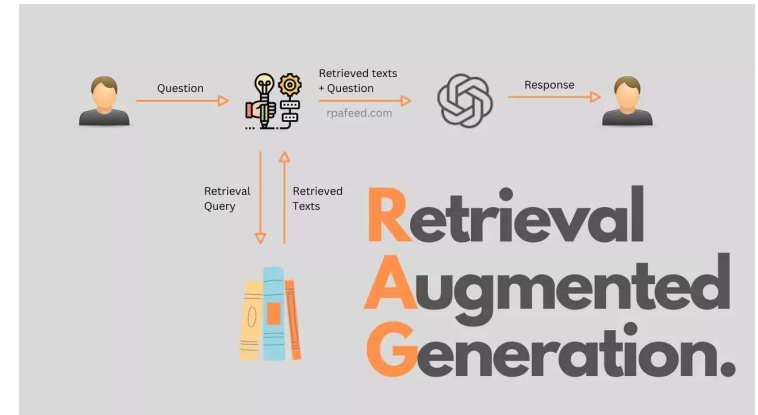 Question
Retrieved texts
+ Question
rpafeed.com
Response
Retrieval
Query
Retrieved
Texts
Retrieval
Augmented
Generation.